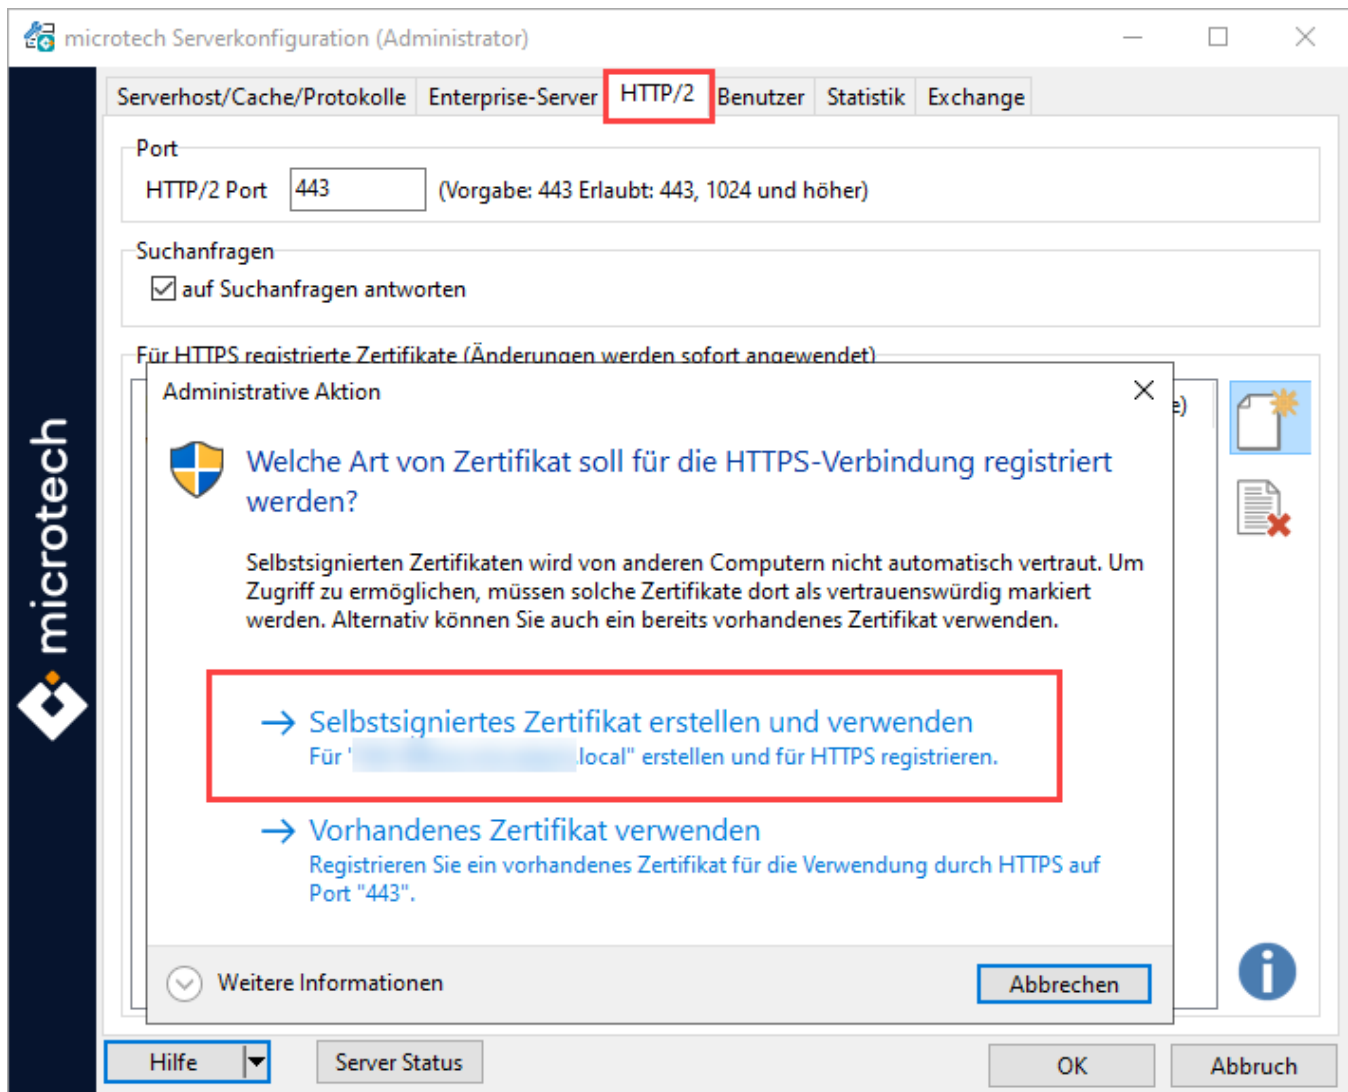 microtech Serverkonfiguration (Administrator)
Serverhost/Cache/Protokolle Enterprise-Server HTTP/2 Benutzer Statistik Exchange
Port
HTTP/2 Port 443 (Vorgabe: 443 Erlaubt: 443, 1024 und höher)
Suchanfragen
auf Suchanfragen antworten
Für HTTPS registrierte Zertifikate (Änderungen werden sofort angewendet)
Administrative Aktion
Welche Art von Zertifikat soll für die HTTPS-Verbindung registriert
werden?
Selbstsignierten Zertifikaten wird von anderen Computern nicht automatisch vertraut. Um
Zugriff zu ermöglichen, müssen solche Zertifikate dort als vertrauenswürdig markiert
werden. Alternativ können Sie auch ein bereits vorhandenes Zertifikat verwenden.
Selbstsigniertes Zertifikat erstellen und verwenden
Für " .local" erstellen und für HTTPS registrieren.
Vorhandenes Zertifikat verwenden
Registrieren Sie ein vorhandenes Zertifikat für die Verwendung durch HTTPS auf
Port "443".
Weitere Informationen
Abbrechen
microtech
Hilfe Server Status OK Abbruch